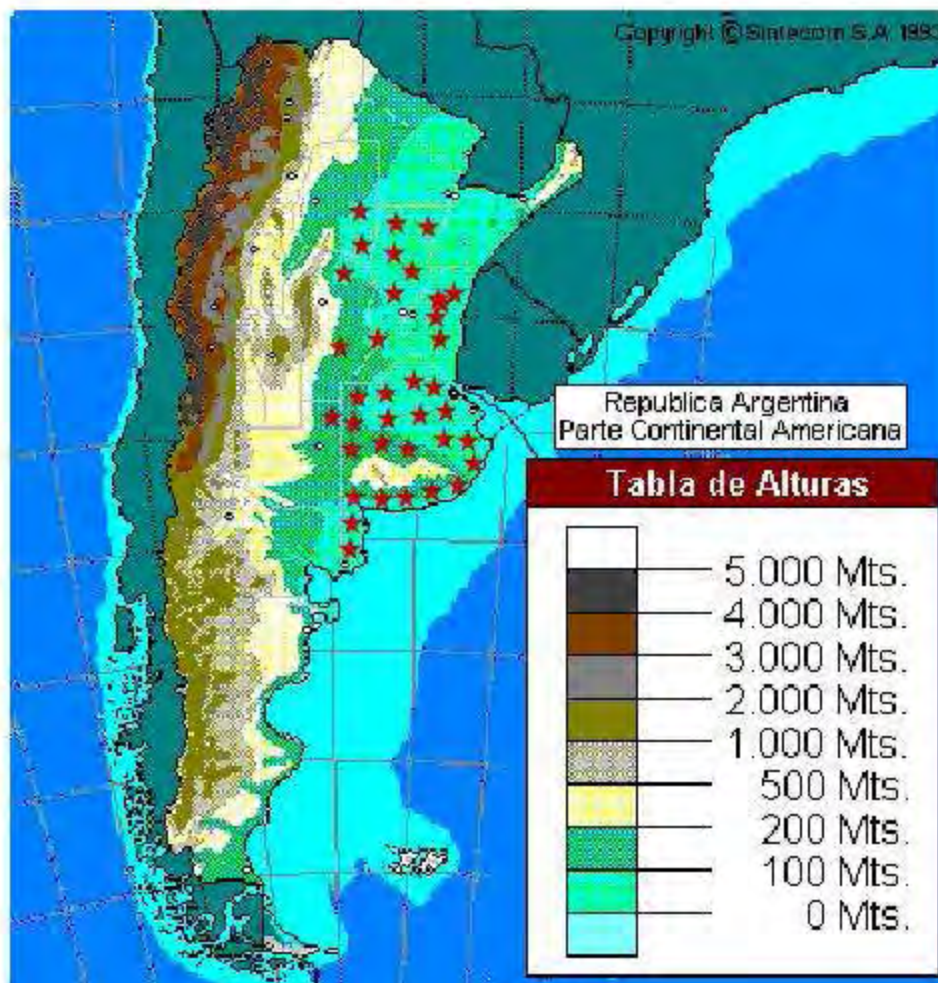 Copyright © Sintecom S.A. 1993
Republica Argentina
Parte Continental Americana
Tabla de Alturas
5.000 Mts.
4.000 Mts.
3.000 Mts.
2.000 Mts.
1.000 Mts.
500 Mts.
200 Mts.
100 Mts.
0 Mts.